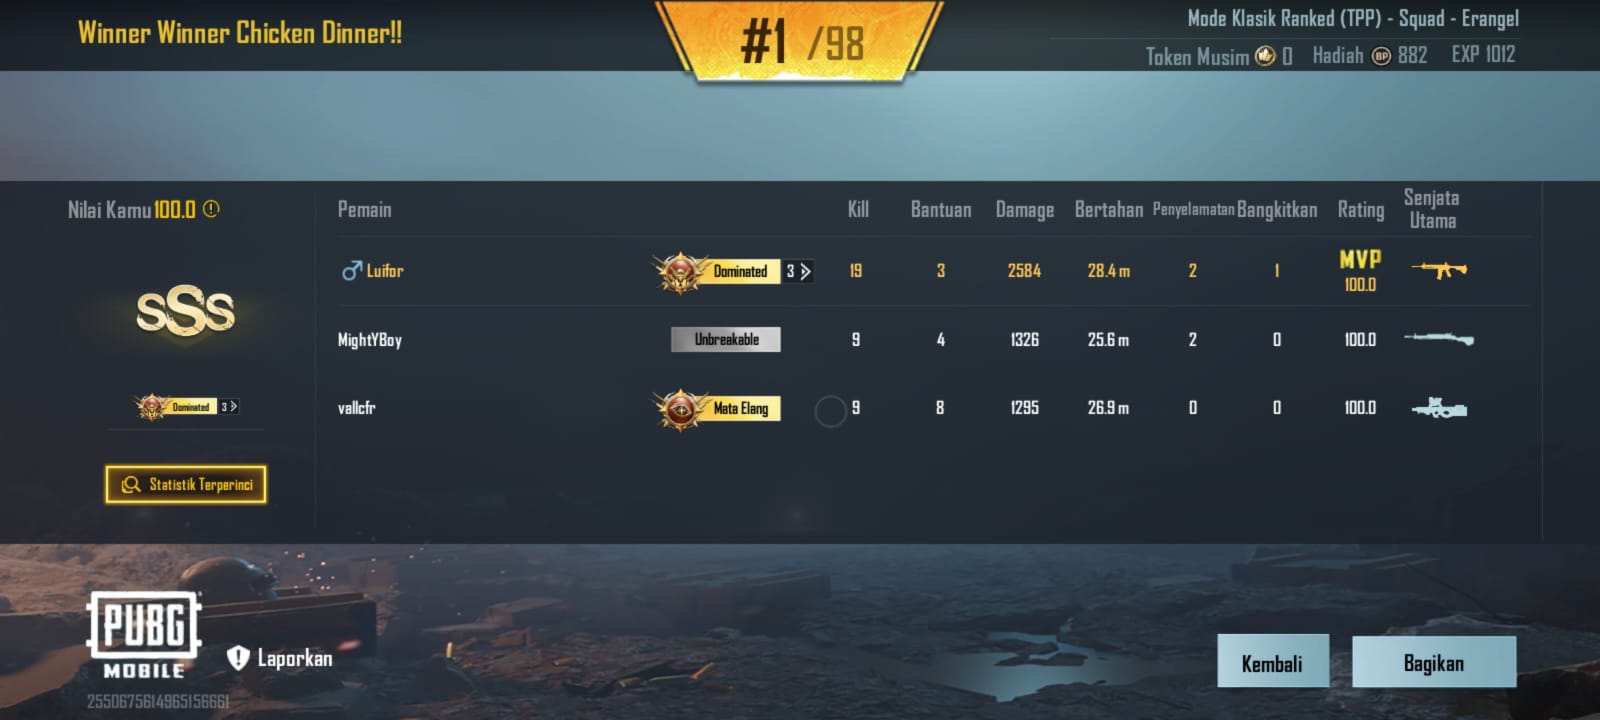 Winner Winner Chicken Dinner!!
#1 /98
Mode Klasik Ranked (TPP) - Squad - Erangel
Token Musim 0 Hadiah BP 882 EXP 1012
Nilai Kamu 100.0
SSS
Dominated 3
Statistik Terperinci
Pemain Kill Bantuan Damage Bertahan Penyelamatan Bangkitkan Rating Senjata Utama
Luifor Dominated 3 19 3 2584 28.4 m 2 1 MVP 100.0
MightYBoy Unbreakable 9 4 1326 25.6 m 2 0 100.0
vallcfr Mata Elang 9 8 1295 26.9 m 0 0 100.0
PUBG
MOBILE
Laporkan
2550675614965156661
Kembali
Bagikan